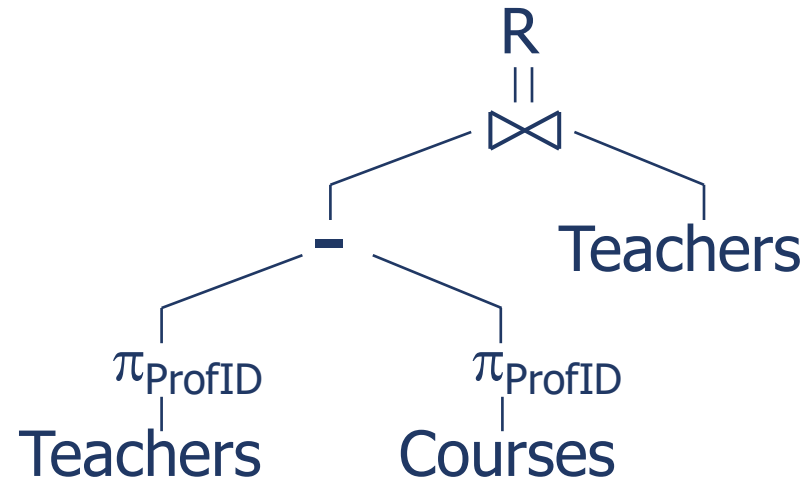 R
=
⋈
Teachers
-
πProfID
πProfID
Teachers
Courses